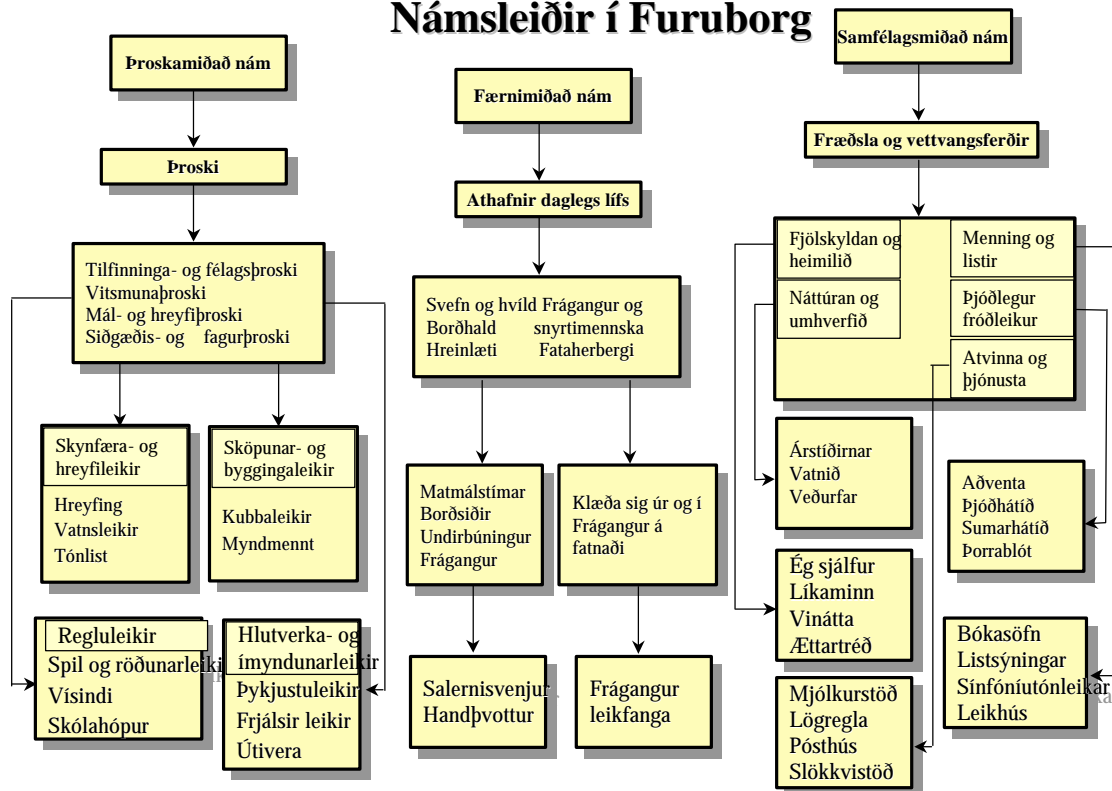 Námsleiðir í Furuborg
Þroskamiðað nám
Þroski
Tilfinninga- og félagsþroski
Vitsmunaþroski
Mál- og hreyfiþroski
Siðgæðis- og fagurþroski
Skynfæra- og
hreyfileikir
Hreyfing
Vatnsleikir
Tónlist
Sköpunar- og
byggingaleikir
Kubbaleikir
Myndmennt
Regluleikir
Spil og röðunarleiki
Vísindi
Skólahópur
Hlutverka- og
ímyndunarleikir
Þykjustuleikir
Frjálsir leikir
Útivera
Færnimiðað nám
Athafnir daglegs lífs
Svefn og hvíld Frágangur og
Borðhald snyrtimennska
Hreinlæti Fataherbergi
Matmálstímar
Borðsiðir
Undirbúningur
Frágangur
Klæða sig úr og í
Frágangur á
fatnaði
Salernisvenjur
Handþvottur
Frágangur
leikfanga
Samfélagsmiðað nám
Fræðsla og vettvangsferðir
Fjölskyldan og
heimilið
Náttúran og
umhverfið
Menning og
listir
Þjóðlegur
fróðleikur
Atvinna og
þjónusta
Árstíðirnar
Vatnið
Veðurfar
Aðventa
Þjóðhátíð
Sumarhátíð
Þorrablót
Ég sjálfur
Líkaminn
Vinátta
Ættartréð
Bókasöfn
Listsýningar
Sinfóníutónleikar
Leikhús
Mjólkurstöð
Lögregla
Pósthús
Slökkvistöð